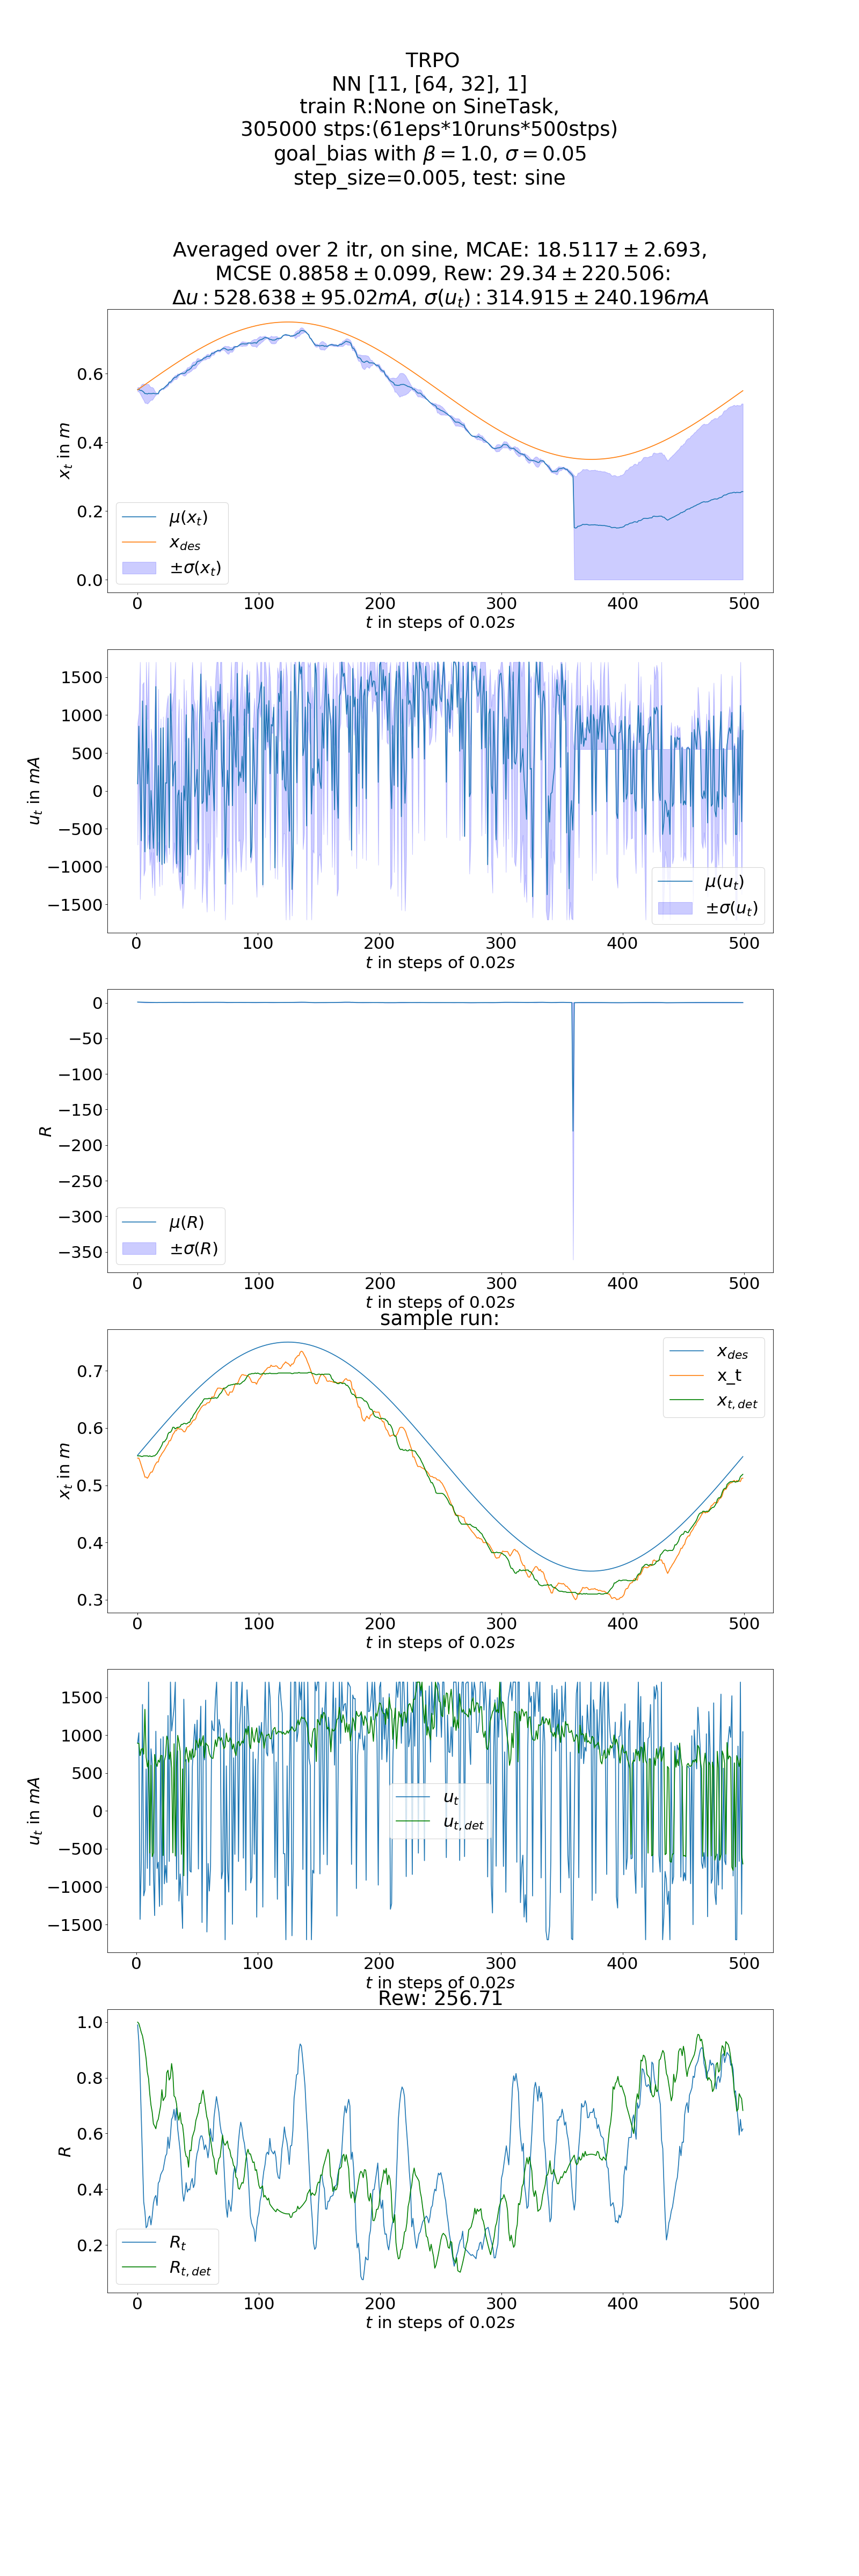 TRPO
NN [11, [64, 32], 1]
train R:None on SineTask,
305000 stps:(61eps*10runs*500stps)
goal_bias with β = 1.0, σ = 0.05
step_size=0.005, test: sine
Averaged over 2 itr, on sine, MCAE: 18.5117 ± 2.693,
MCSE 0.8858 ± 0.099, Rew: 29.34 ± 220.506:
Δu : 528.638 ± 95.02mA, σ(u_t) : 314.915 ± 240.196mA
0.6
0.4
0.2
0.0
x_t in m
μ(x_t)
x_des
±σ(x_t)
0 100 200 300 400 500
t in steps of 0.02s
1500
1000
500
0
−500
−1000
−1500
u_t in mA
μ(u_t)
±σ(u_t)
0 100 200 300 400 500
t in steps of 0.02s
0
−50
−100
−150
−200
−250
−300
−350
R
μ(R)
±σ(R)
0 100 200 300 400 500
t in steps of 0.02s
sample run:
0.7
0.6
0.5
0.4
0.3
x_t in m
x_des
x_t
x_t,det
0 100 200 300 400 500
t in steps of 0.02s
1500
1000
500
0
−500
−1000
−1500
u_t in mA
u_t
u_t,det
0 100 200 300 400 500
t in steps of 0.02s
Rew: 256.71
1.0
0.8
0.6
0.4
0.2
R
R_t
R_t,det
0 100 200 300 400 500
t in steps of 0.02s